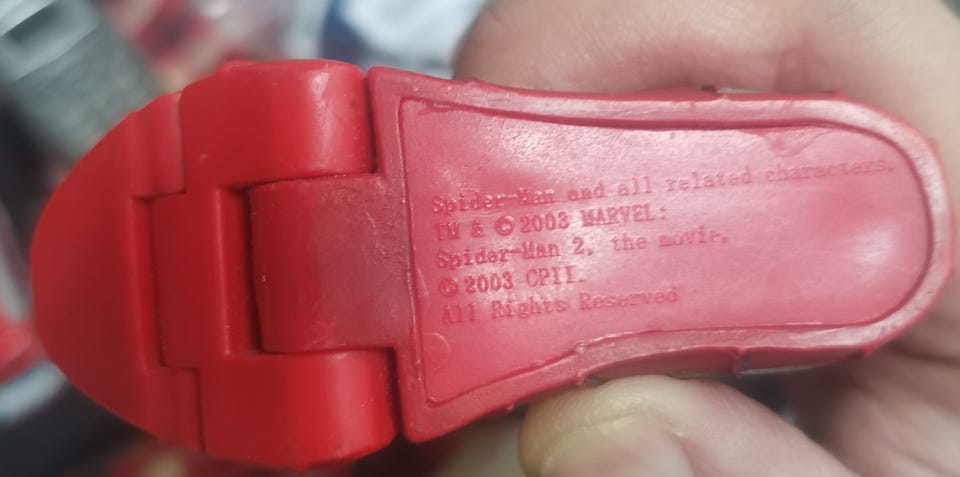 Spider-Man and all related characters,
TM & © 2003 MARVEL:
Spider-Man 2, the movie,
© 2003 CPII.
All Rights Reserved